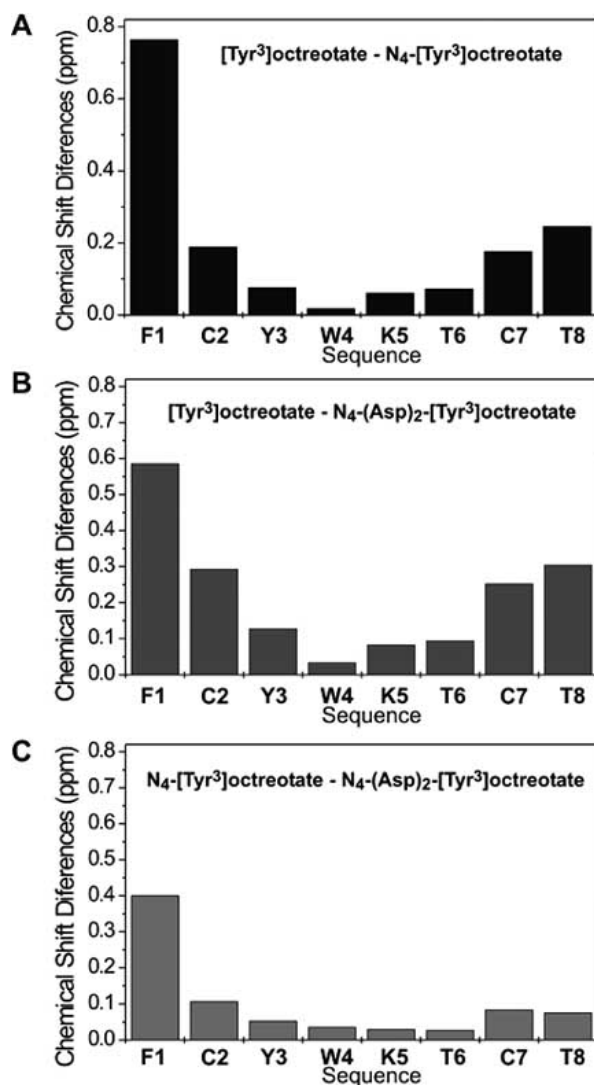 A
[Tyr³]octreotate - N₄-[Tyr³]octreotate
Chemical Shift Diferences (ppm)
0.8
0.6
0.4
0.2
0.0
F1 C2 Y3 W4 K5 T6 C7 T8
Sequence
B
[Tyr³]octreotate - N₄-(Asp)₂-[Tyr³]octreotate
Chemical Shift Diferences (ppm)
0.8
0.7
0.6
0.5
0.4
0.3
0.2
0.1
0.0
F1 C2 Y3 W4 K5 T6 C7 T8
Sequence
C
N₄-[Tyr³]octreotate - N₄-(Asp)₂-[Tyr³]octreotate
Chemical Shift Diferences (ppm)
0.8
0.7
0.6
0.5
0.4
0.3
0.2
0.1
0.0
F1 C2 Y3 W4 K5 T6 C7 T8
Sequence